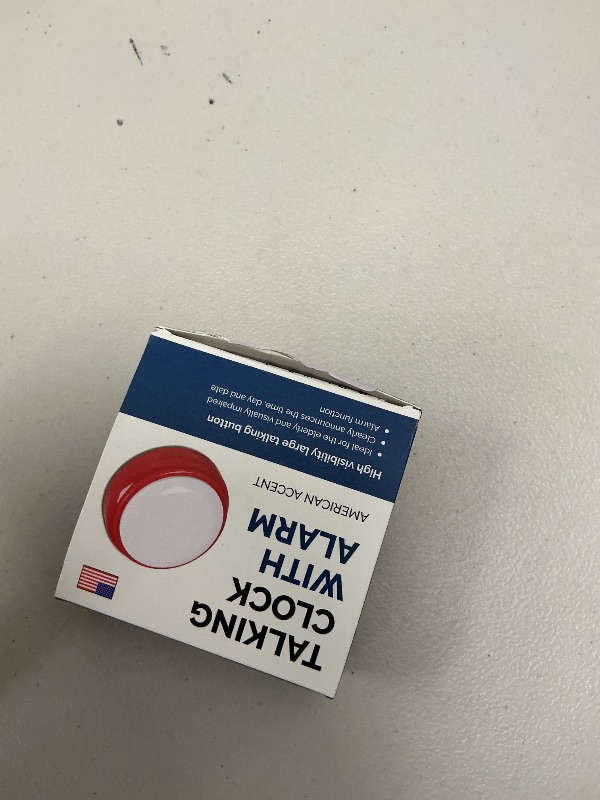 TALKING
CLOCK
WITH
ALARM
AMERICAN ACCENT
High visibility large talking button
• Ideal for the elderly and visually impaired
• Clearly announces the time, day and date
• Alarm function